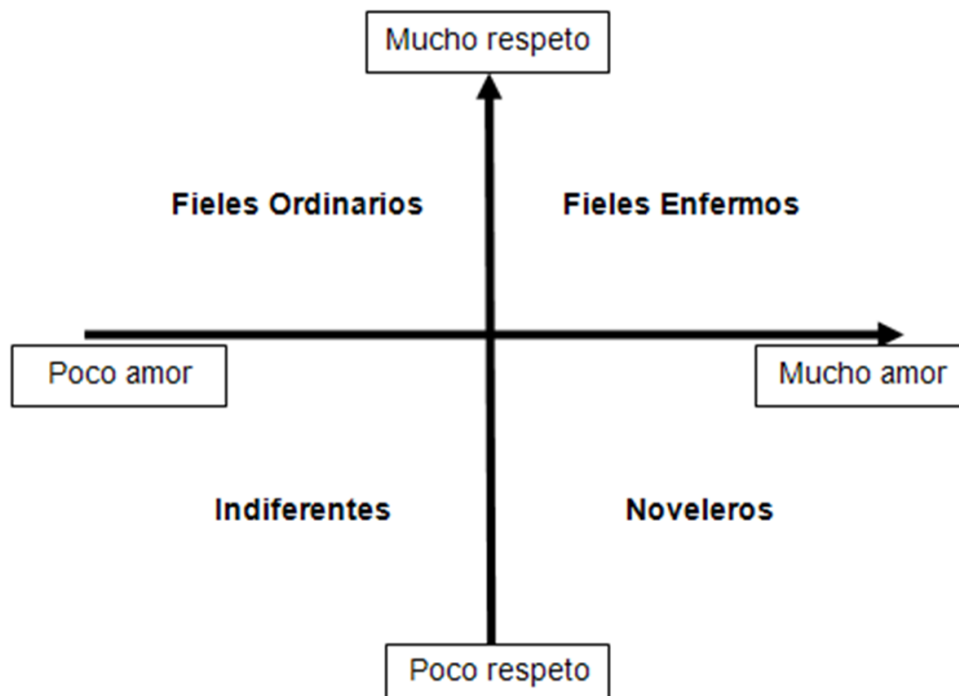 Mucho respeto
Fieles Ordinarios
Fieles Enfermos
Poco amor
Mucho amor
Indiferentes
Noveleros
Poco respeto